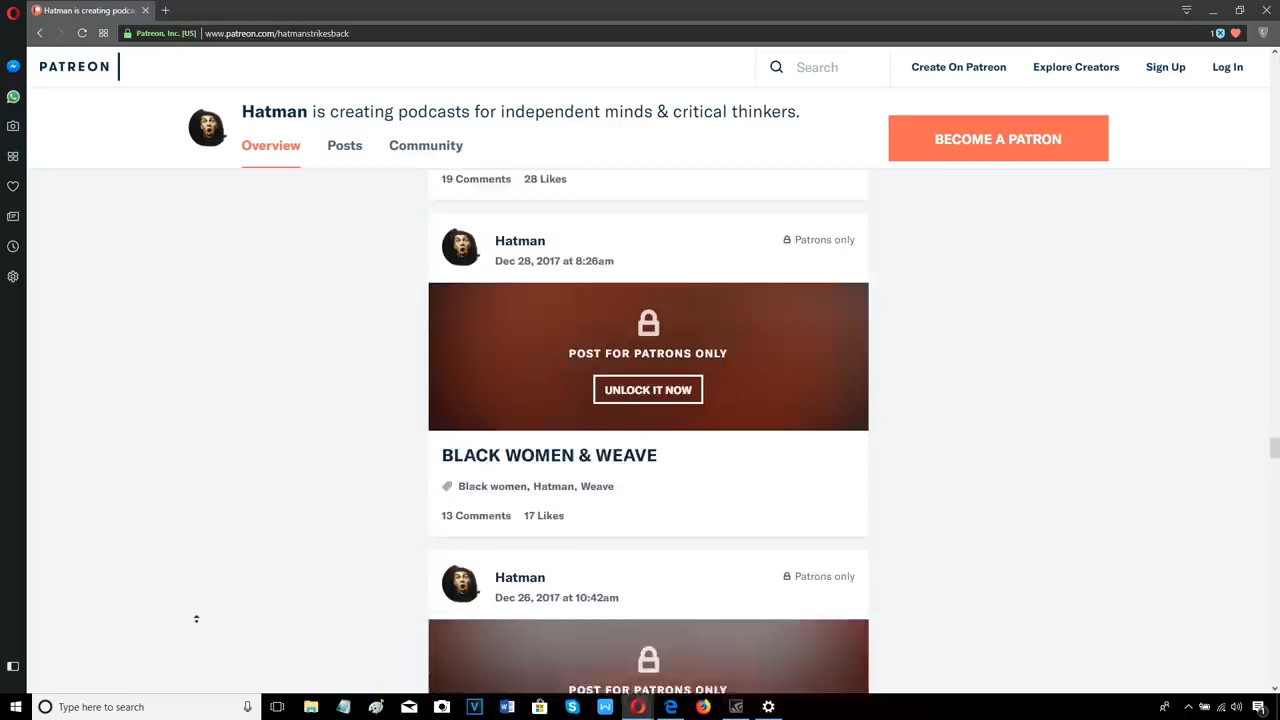 Hatman is creating podc
Patreon, Inc. [US]
www.patreon.com/hatmanstrikesback
1
PATREON
Search
Create On Patreon
Explore Creators
Sign Up
Log In
Hatman is creating podcasts for independent minds & critical thinkers.
Overview
Posts
Community
BECOME A PATRON
19 Comments 28 Likes
Hatman
Patrons only
Dec 28, 2017 at 8:26am
POST FOR PATRONS ONLY
UNLOCK IT NOW
BLACK WOMEN & WEAVE
Black women, Hatman, Weave
13 Comments 17 Likes
Hatman
Patrons only
Dec 26, 2017 at 10:42am
POST FOR PATRONS ONLY
Type here to search